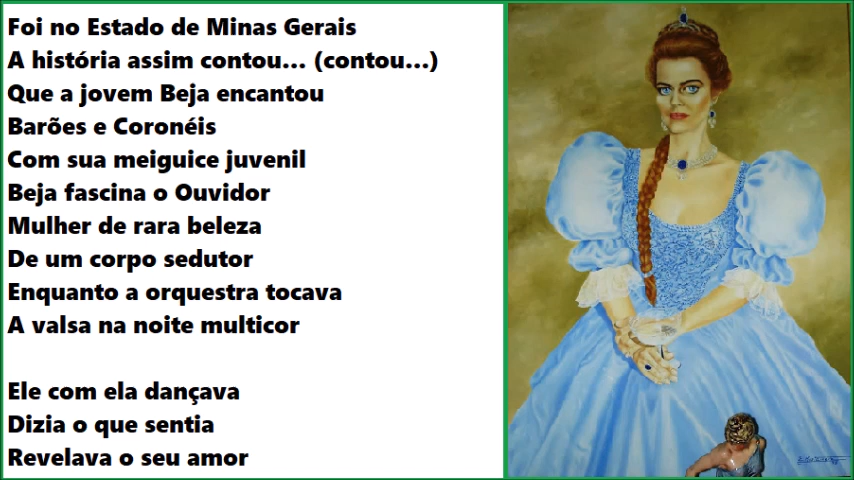 Foi no Estado de Minas Gerais
A história assim contou... (contou...)
Que a jovem Beja encantou
Barões e Coronéis
Com sua meiguice juvenil
Beja fascina o Ouvidor
Mulher de rara beleza
De um corpo sedutor
Enquanto a orquestra tocava
A valsa na noite multicor
Ele com ela dançava
Dizia o que sentia
Revelava o seu amor